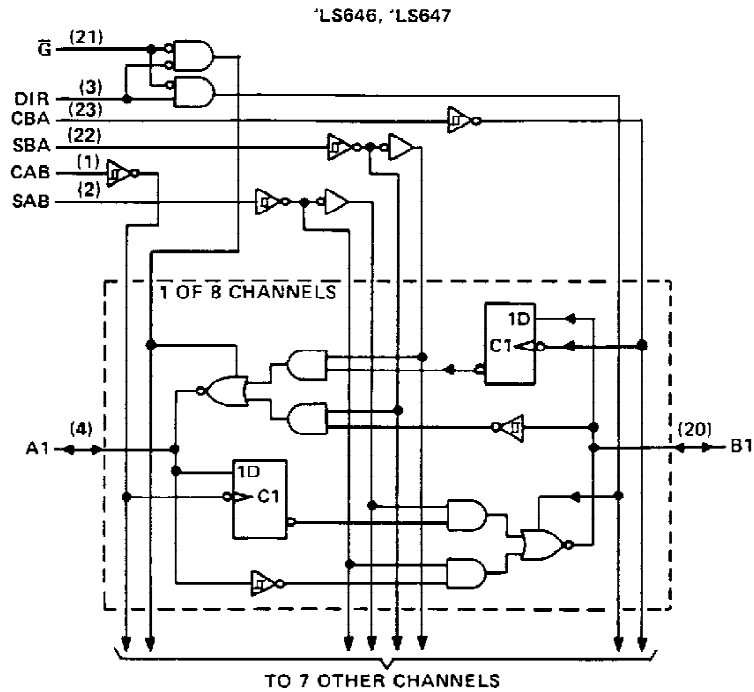 'LS646, 'LS647
G̅ (21)
DIR (3)
CBA (23)
SBA (22)
CAB (1)
SAB (2)
1 OF 8 CHANNELS
1D
C1
A1 (4)
(20) B1
1D
C1
TO 7 OTHER CHANNELS